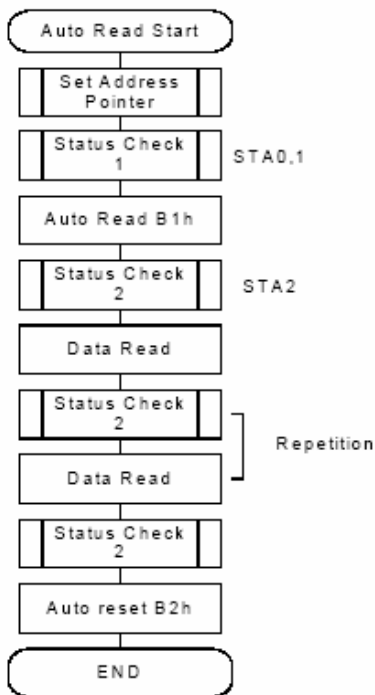 Auto Read Start
Set Address
Pointer
Status Check
1
STA0,1
Auto Read B1h
Status Check
2
STA2
Data Read
Status Check
2
Repetition
Data Read
Status Check
2
Auto reset B2h
END